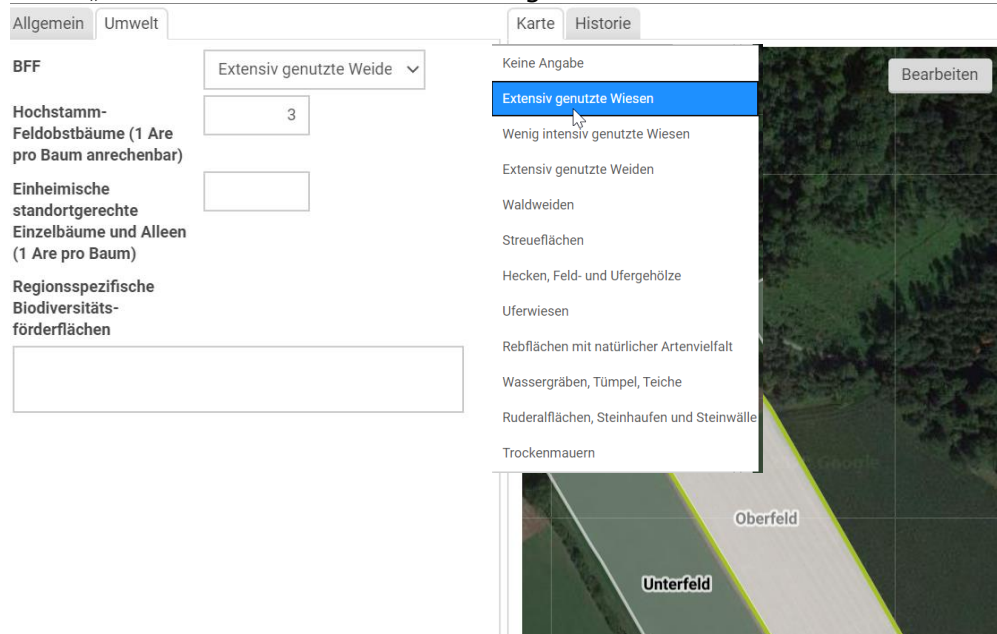 Allgemein Umwelt
BFF
Extensiv genutzte Weide
Hochstamm-
Feldobstbäume (1 Are
pro Baum anrechenbar)
3
Einheimische
standortgerechte
Einzelbäume und Alleen
(1 Are pro Baum)
Regionsspezifische
Biodiversitäts-
förderflächen
Karte Historie
Bearbeiten
Keine Angabe
Extensiv genutzte Wiesen
Wenig intensiv genutzte Wiesen
Extensiv genutzte Weiden
Waldweiden
Streueflächen
Hecken, Feld- und Ufergehölze
Uferwiesen
Rebflächen mit natürlicher Artenvielfalt
Wassergräben, Tümpel, Teiche
Ruderalflächen, Steinhaufen und Steinwälle
Trockenmauern
Google
Oberfeld
Unterfeld